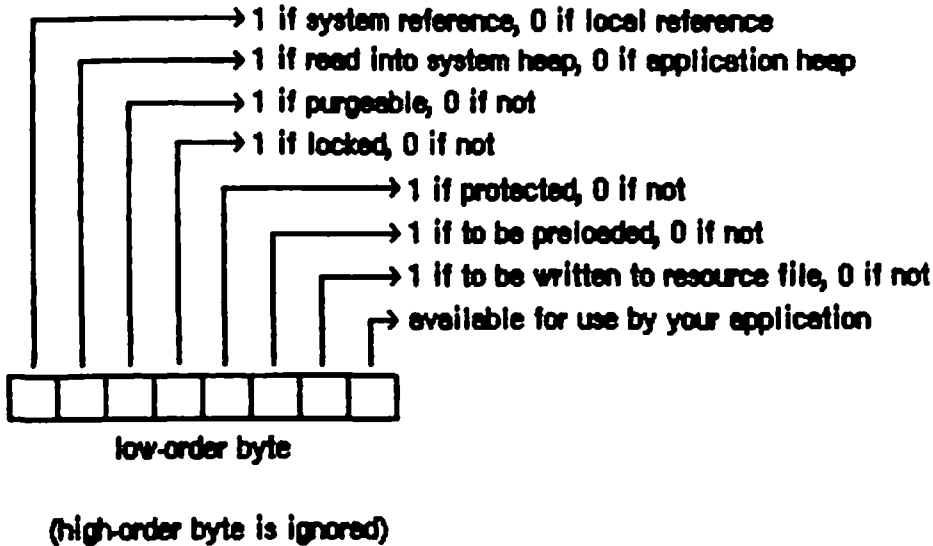 1 if system reference, 0 if local reference
1 if read into system heap, 0 if application heap
1 if purgeable, 0 if not
1 if locked, 0 if not
1 if protected, 0 if not
1 if to be preloaded, 0 if not
1 if to be written to resource file, 0 if not
available for use by your application
low-order byte
(high-order byte is ignored)